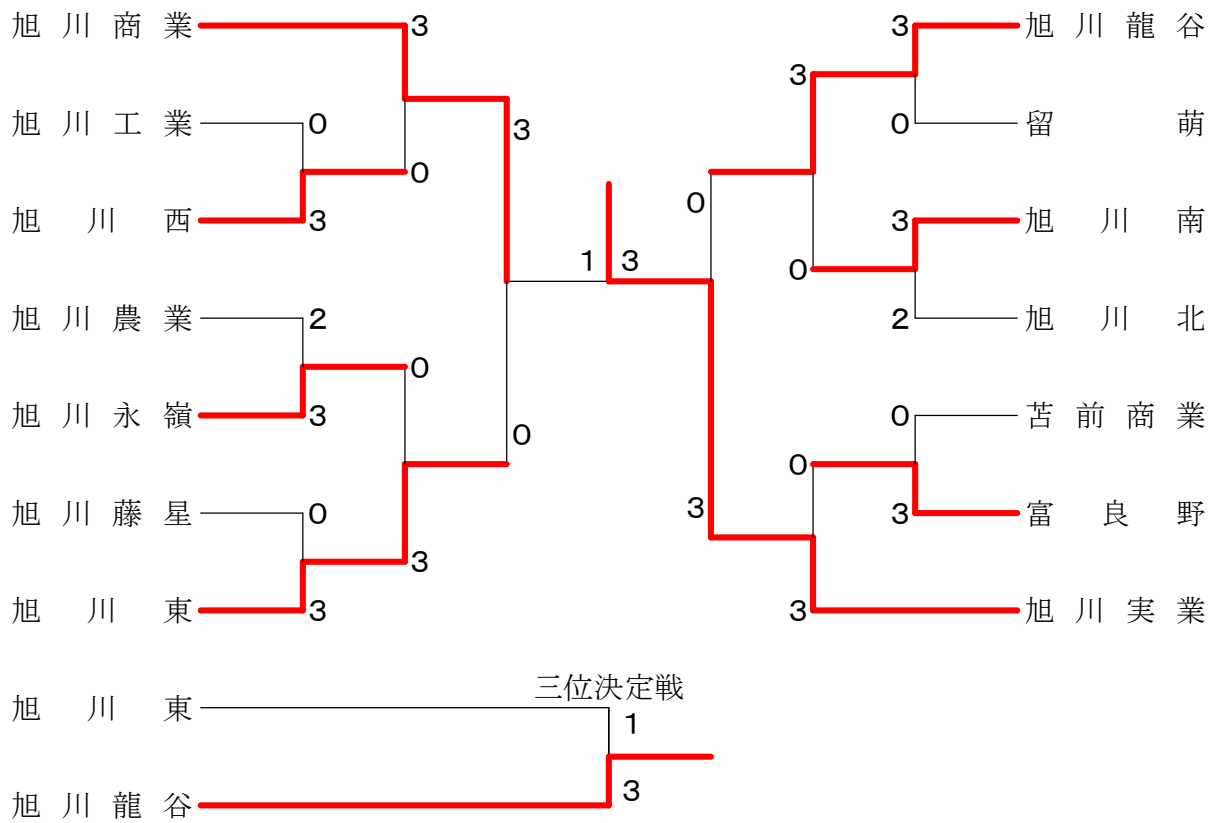 旭川商業 3 3 旭川龍谷
3
旭川工業 0 3 0 留萌
0
旭川西 3 0 3 旭川南
1 3 0
旭川農業 2 2 旭川北
0
旭川永嶺 3 0 0 苫前商業
0
旭川藤星 0 3 3 富良野
3
旭川東 3 3 旭川実業
三位決定戦
旭川東 1
旭川龍谷 3